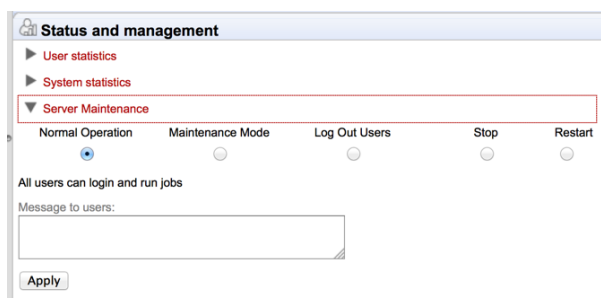 Status and management
User statistics
System statistics
Server Maintenance
Normal Operation Maintenance Mode Log Out Users Stop Restart
All users can login and run jobs
Message to users:
Apply